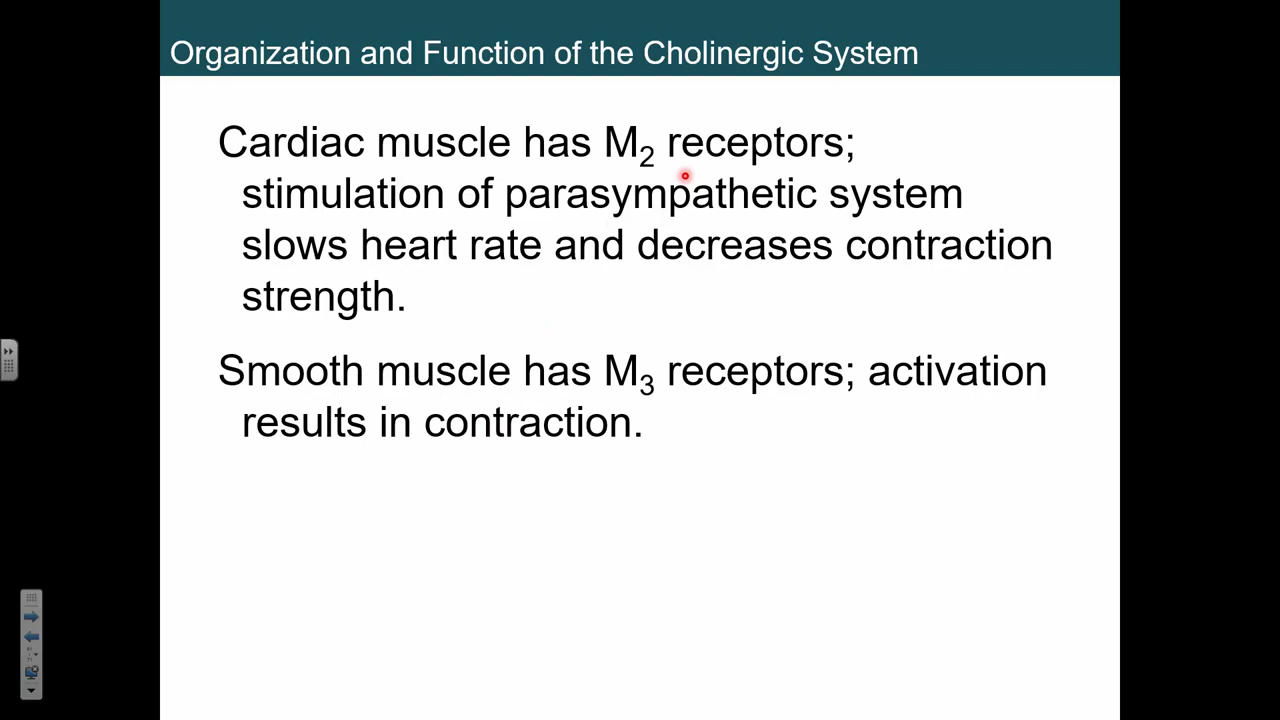 Organization and Function of the Cholinergic System
Cardiac muscle has M₂ receptors;
stimulation of parasympathetic system
slows heart rate and decreases contraction
strength.
Smooth muscle has M₃ receptors; activation
results in contraction.